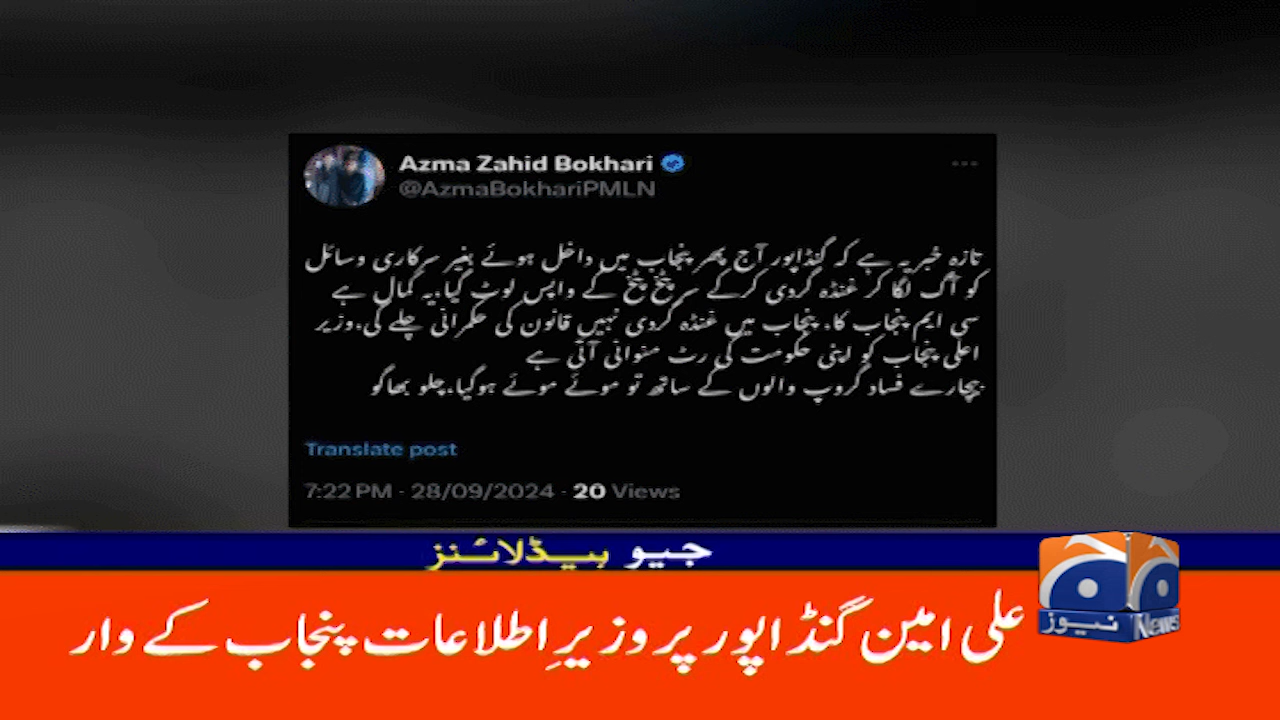 Azma Zahid Bokhari
@AzmaBokhariPMLN
تازہ خبریہ ہے کہ گنڈاپور آج پھر پنجاب میں داخل ہوئے بغیر سرکاری وسائل
کو آگ لگا کر غنڈہ گردی کرکے سر پٹخ پٹخ کے واپس لوٹ گیا۔یہ کمال ہے
سی ایم پنجاب کا۔ پنجاب میں غنڈہ گردی نہیں قانون کی حکمرانی چلے گی۔وزیر
اعلی پنجاب کو اپنی حکومت کی رٹ منوانی آتی ہے
بیچارے فساد گروپ والوں کے ساتھ تو موئے موئے ہوگیا۔چلو بھاگو
Translate post
7:22 PM · 28/09/2024 · 20 Views
جیو ہیڈلائنز
علی امین گنڈاپور پر وزیرِ اطلاعات پنجاب کے وار
نیوز News